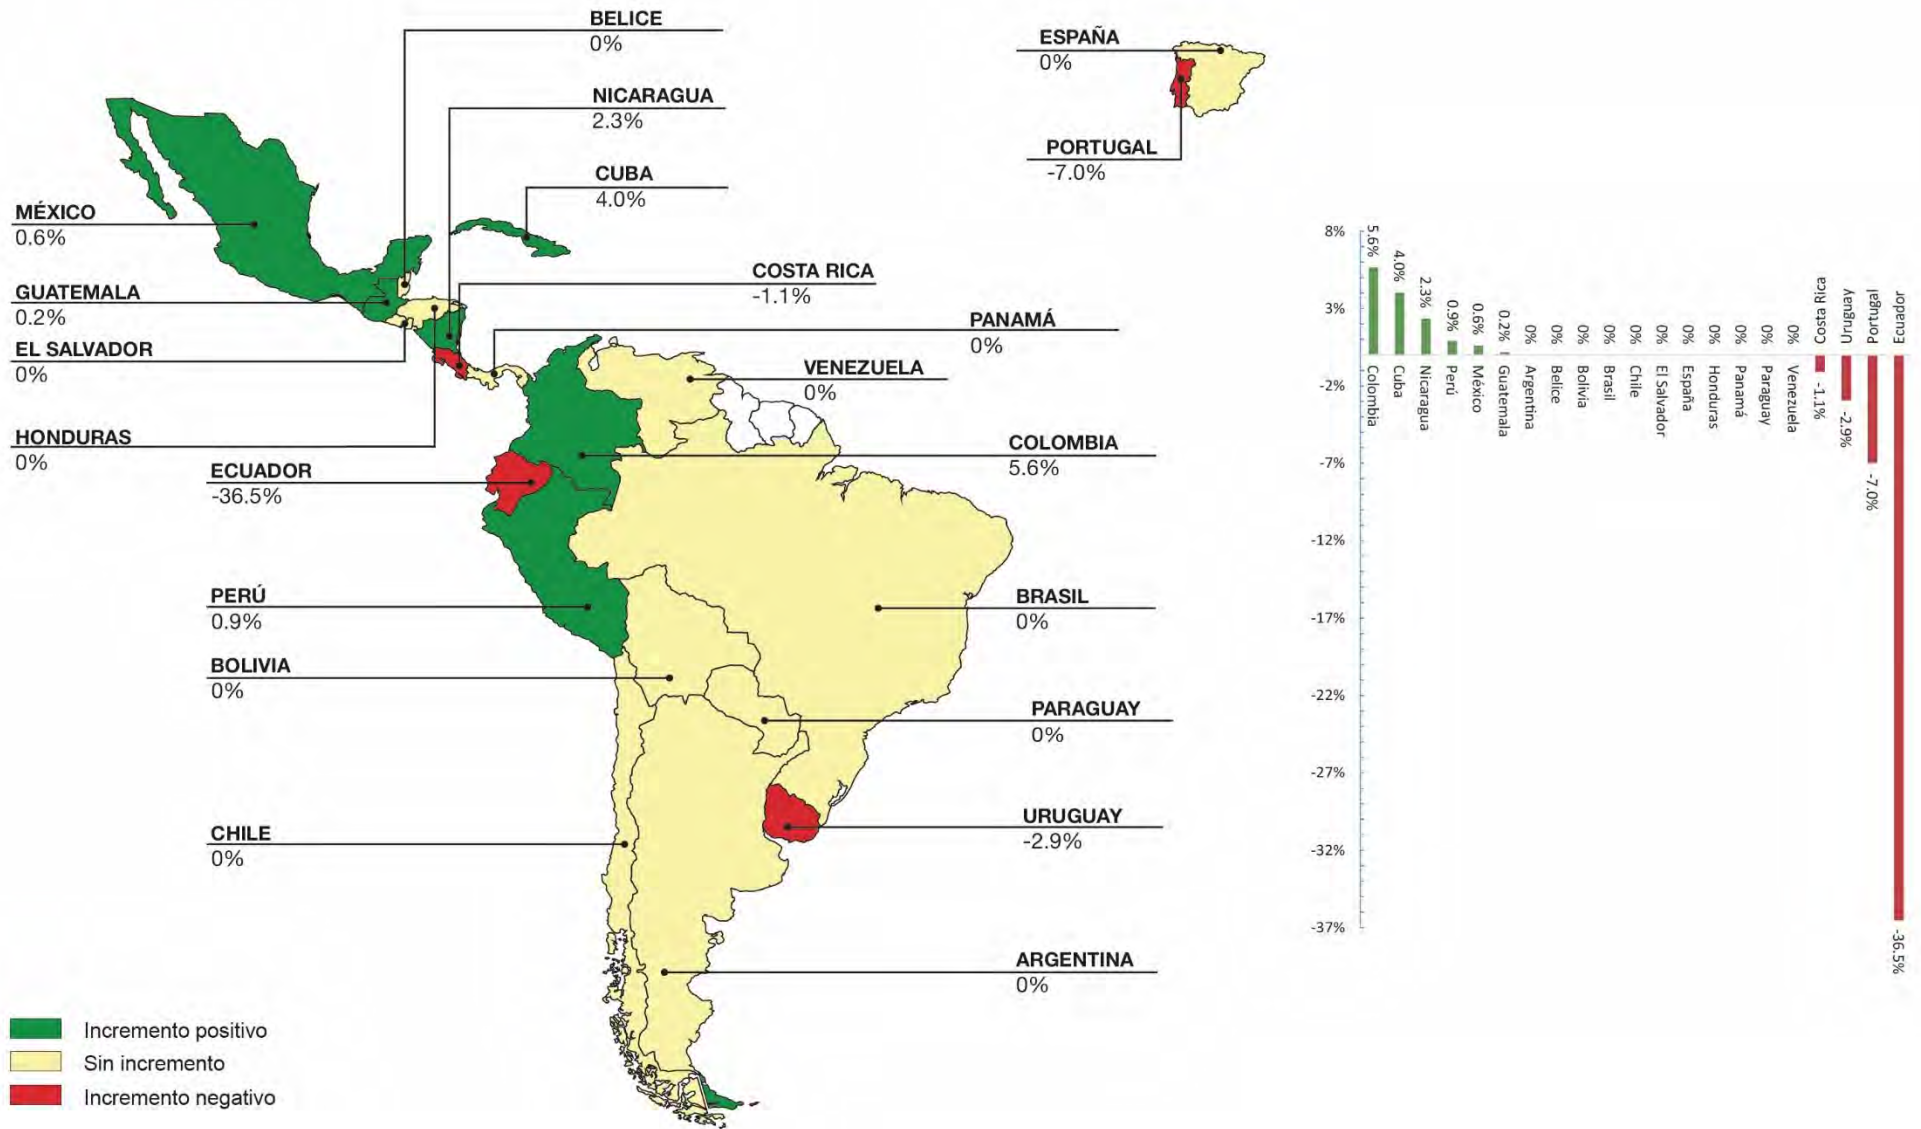 BELICE
0%
NICARAGUA
2.3%
CUBA
4.0%
MÉXICO
0.6%
GUATEMALA
0.2%
COSTA RICA
-1.1%
EL SALVADOR
0%
PANAMÁ
0%
VENEZUELA
0%
HONDURAS
0%
COLOMBIA
5.6%
ECUADOR
-36.5%
PERÚ
0.9%
BRASIL
0%
BOLIVIA
0%
PARAGUAY
0%
CHILE
0%
URUGUAY
-2.9%
ARGENTINA
0%
ESPAÑA
0%
PORTUGAL
-7.0%
Incremento positivo
Sin incremento
Incremento negativo
8%
3%
-2%
-7%
-12%
-17%
-22%
-27%
-32%
-37%
5.6%
Colombia
4.0%
Cuba
2.3%
Nicaragua
0.9%
Perú
0.6%
México
0.2%
Guatemala
0%
Argentina
0%
Belice
0%
Bolivia
0%
Brasil
0%
Chile
0%
El Salvador
0%
España
0%
Honduras
0%
Panamá
0%
Paraguay
0%
Venezuela
Costa Rica
-1.1%
Uruguay
-2.9%
Portugal
-7.0%
Ecuador
-36.5%